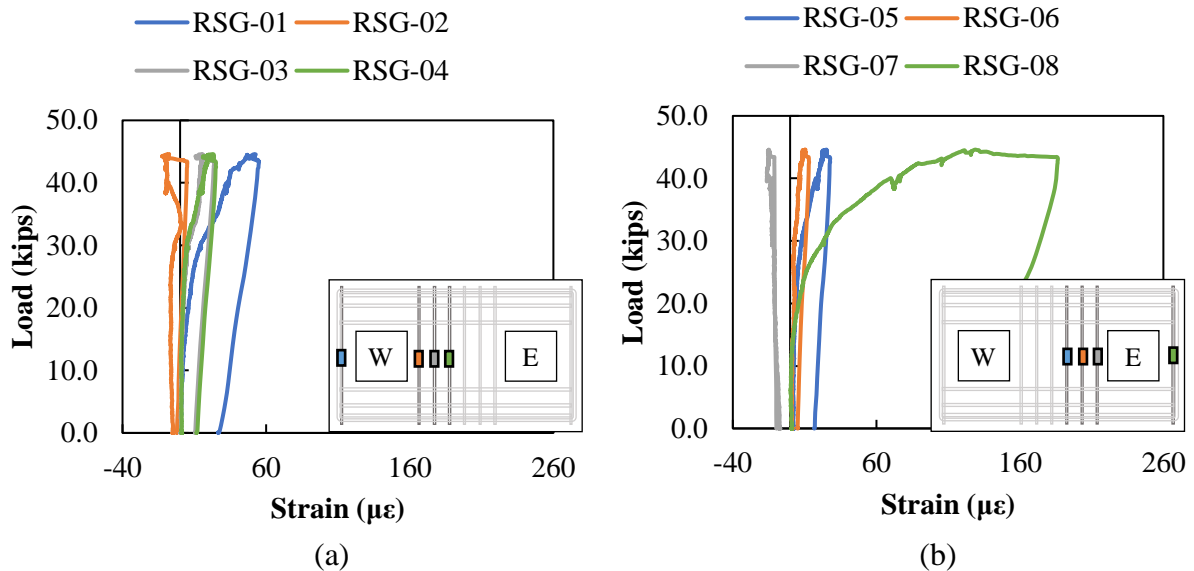 RSG-01 RSG-02
RSG-03 RSG-04
50.0
40.0
30.0
20.0
10.0
0.0
-40 60 160 260
Load (kips)
Strain (με)
W E
(a)
RSG-05 RSG-06
RSG-07 RSG-08
50.0
40.0
30.0
20.0
10.0
0.0
-40 60 160 260
Load (kips)
Strain (με)
W E
(b)